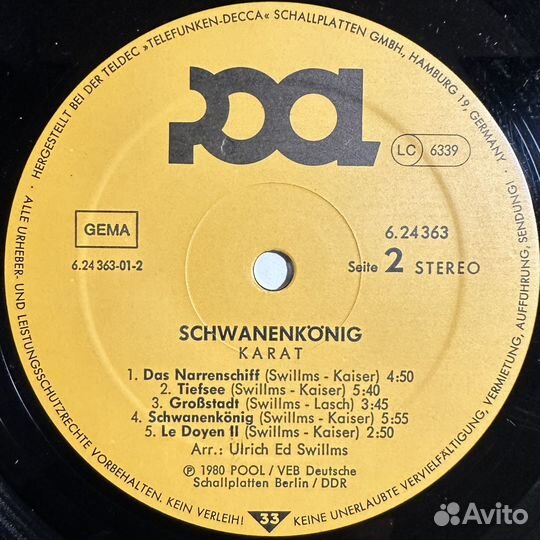 HERGESTELLT BEI DER TELDEC »TELEFUNKEN-DECCA« SCHALLPLATTEN GMBH., HAMBURG 19, GERMANY
POOL
LC 6339
GEMA
6.24363-01-2
6.24363
Seite 2 STEREO
SCHWANENKÖNIG
KARAT
1. Das Narrenschiff (Swillms - Kaiser) 4:50
2. Tiefsee (Swillms - Kaiser) 5:40
3. Großstadt (Swillms - Lasch) 3:45
4. Schwanenkönig (Swillms - Kaiser) 5:55
5. Le Doyen II (Swillms - Kaiser) 2:50
Arr.: Ulrich Ed Swillms
℗ 1980 POOL / VEB Deutsche
Schallplatten Berlin / DDR
· ALLE URHEBER- UND LEISTUNGSSCHUTZRECHTE VORBEHALTEN. KEIN VERLEIH! 33 KEINE UNERLAUBTE VERVIELFÄLTIGUNG, VERMIETUNG, AUFFÜHRUNG, SENDUNG!
Avito